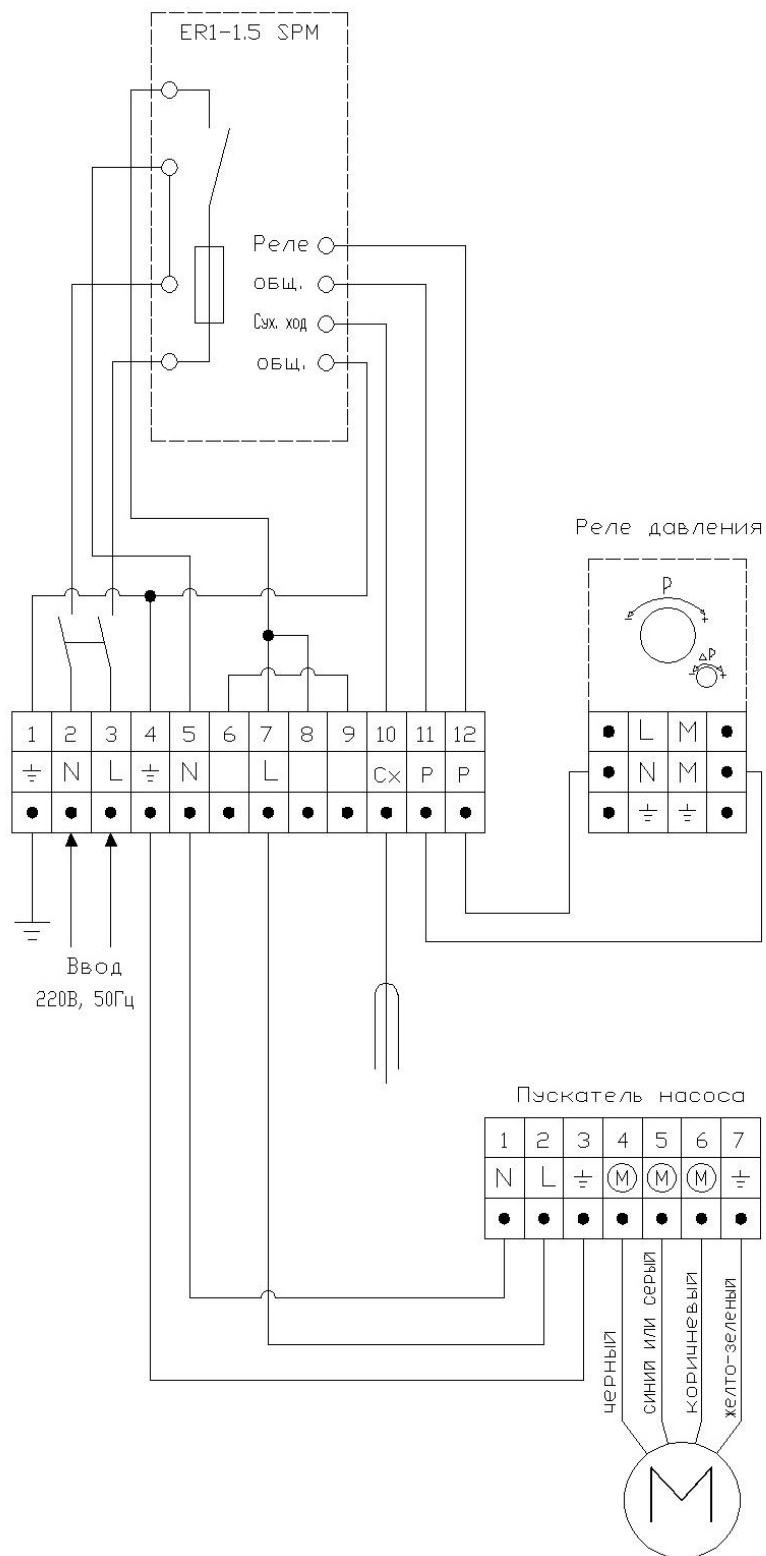 ER1-1.5 SPM
Реле
общ.
Сух. ход
общ.
Реле давления
P
ΔP
1 2 3 4 5 6 7 8 9 10 11 12
N L N L Сх Р Р
L M
N M
Ввод
220В, 50Гц
Пускатель насоса
1 2 3 4 5 6 7
N L M M M
черный
синий или серый
коричневый
желто-зеленый
M